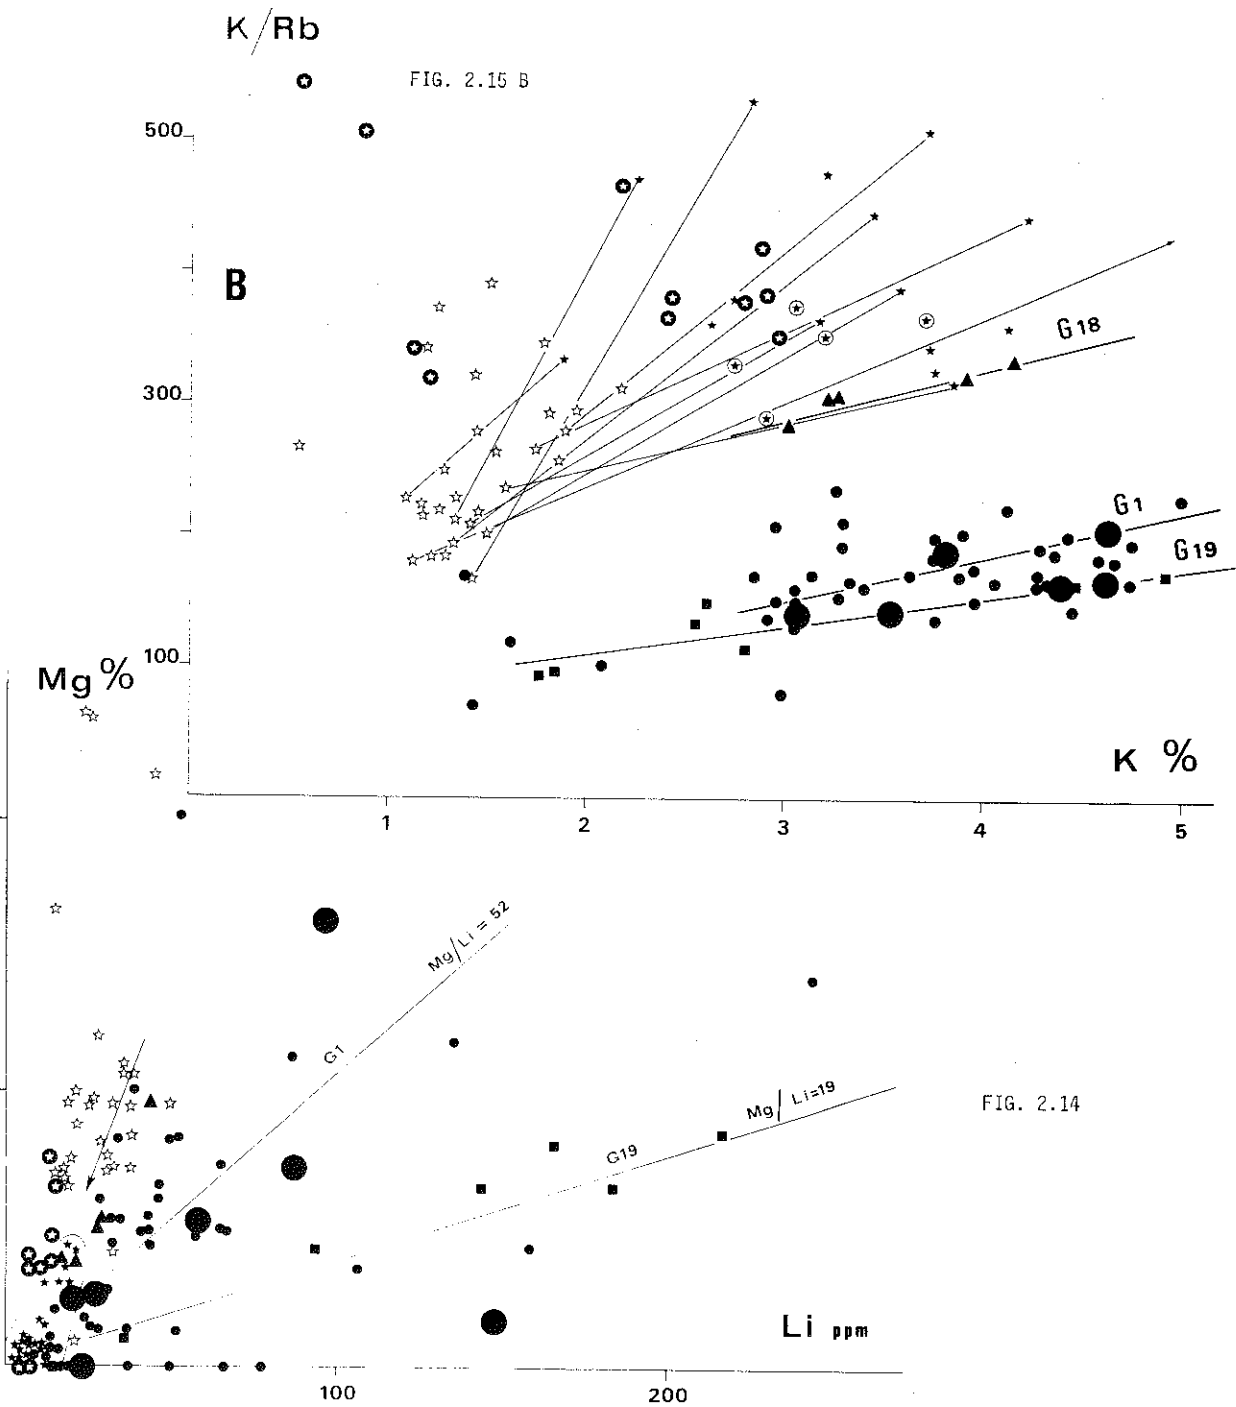 K/Rb
FIG. 2.15 B
500
B
G18
300
G1
G19
100
Mg %
K %
1
2
3
4
5
Mg/Li = 52
G1
Mg/Li=19
FIG. 2.14
G19
Li ppm
100
200